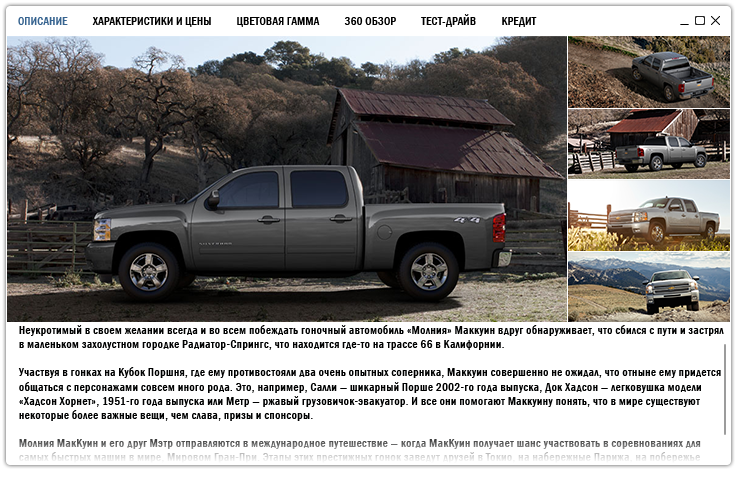 ОПИСАНИЕ ХАРАКТЕРИСТИКИ И ЦЕНЫ ЦВЕТОВАЯ ГАММА 360 ОБЗОР ТЕСТ-ДРАЙВ КРЕДИТ
SILVERADO
4x4
Неукротимый в своем желании всегда и во всем побеждать гоночный автомобиль «Молния» Маккуин вдруг обнаруживает, что сбился с пути и застрял
в маленьком захолустном городке Радиатор-Спрингс, что находится где-то на трассе 66 в Калифорнии.
Участвуя в гонках на Кубок Поршня, где ему противостояли два очень опытных соперника, Маккуин совершенно не ожидал, что отныне ему придется
общаться с персонажами совсем иного рода. Это, например, Салли — шикарный Порше 2002-го года выпуска, Док Хадсон — легковушка модели
«Хадсон Хорнет», 1951-го года выпуска или Метр — ржавый грузовичок-эвакуатор. И все они помогают Маккуину понять, что в мире существуют
некоторые более важные вещи, чем слава, призы и спонсоры.
Молния МакКуин и его друг Мэтр отправляются в международное путешествие — когда МакКуин получает шанс участвовать в соревнованиях для
самых быстрых машин в мире, Мировом Гран-При. Этапы этих престижных гонок заведут друзей в Токио, на набережные Парижа, на побережье